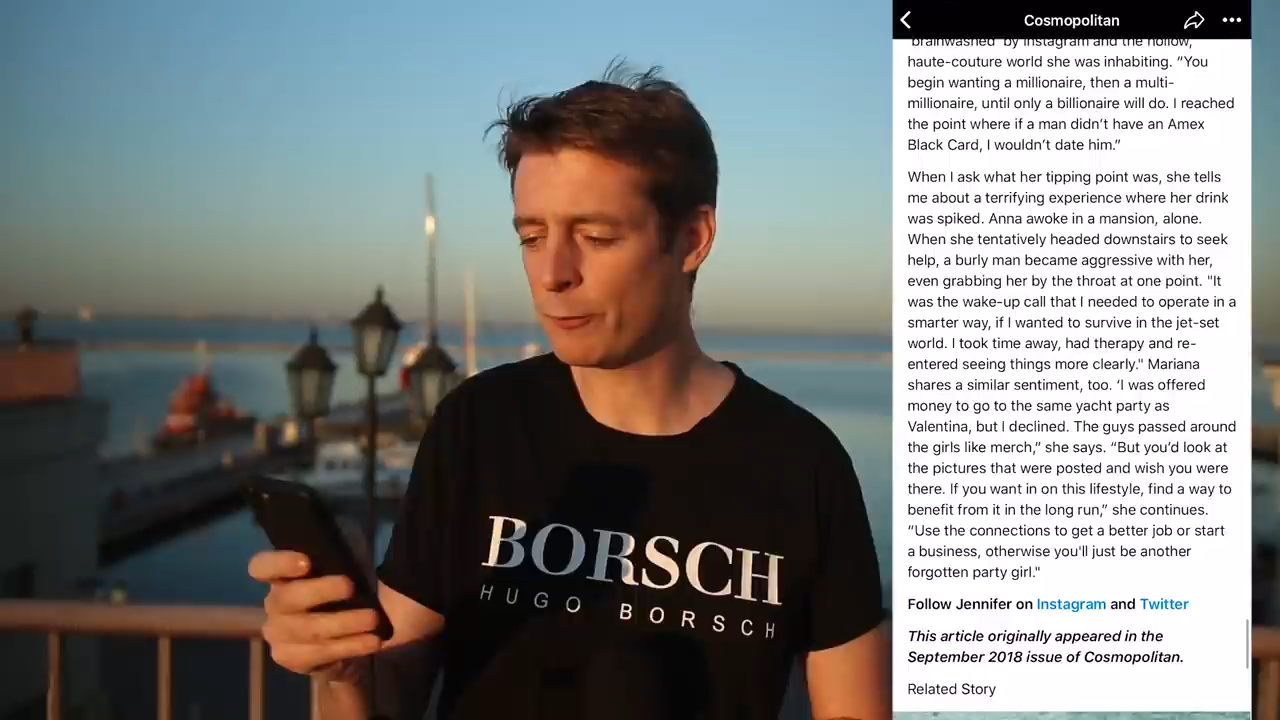 BORSCH
HUGO BORSCH
Cosmopolitan
"brainwashed" by Instagram and the hollow,
haute-couture world she was inhabiting. "You
begin wanting a millionaire, then a multi-
millionaire, until only a billionaire will do. I reached
the point where if a man didn't have an Amex
Black Card, I wouldn't date him."
When I ask what her tipping point was, she tells
me about a terrifying experience where her drink
was spiked. Anna awoke in a mansion, alone.
When she tentatively headed downstairs to seek
help, a burly man became aggressive with her,
even grabbing her by the throat at one point. "It
was the wake-up call that I needed to operate in a
smarter way, if I wanted to survive in the jet-set
world. I took time away, had therapy and re-
entered seeing things more clearly." Mariana
shares a similar sentiment, too. 'I was offered
money to go to the same yacht party as
Valentina, but I declined. The guys passed around
the girls like merch," she says. "But you'd look at
the pictures that were posted and wish you were
there. If you want in on this lifestyle, find a way to
benefit from it in the long run," she continues.
"Use the connections to get a better job or start
a business, otherwise you'll just be another
forgotten party girl."
Follow Jennifer on Instagram and Twitter
This article originally appeared in the
September 2018 issue of Cosmopolitan.
Related Story